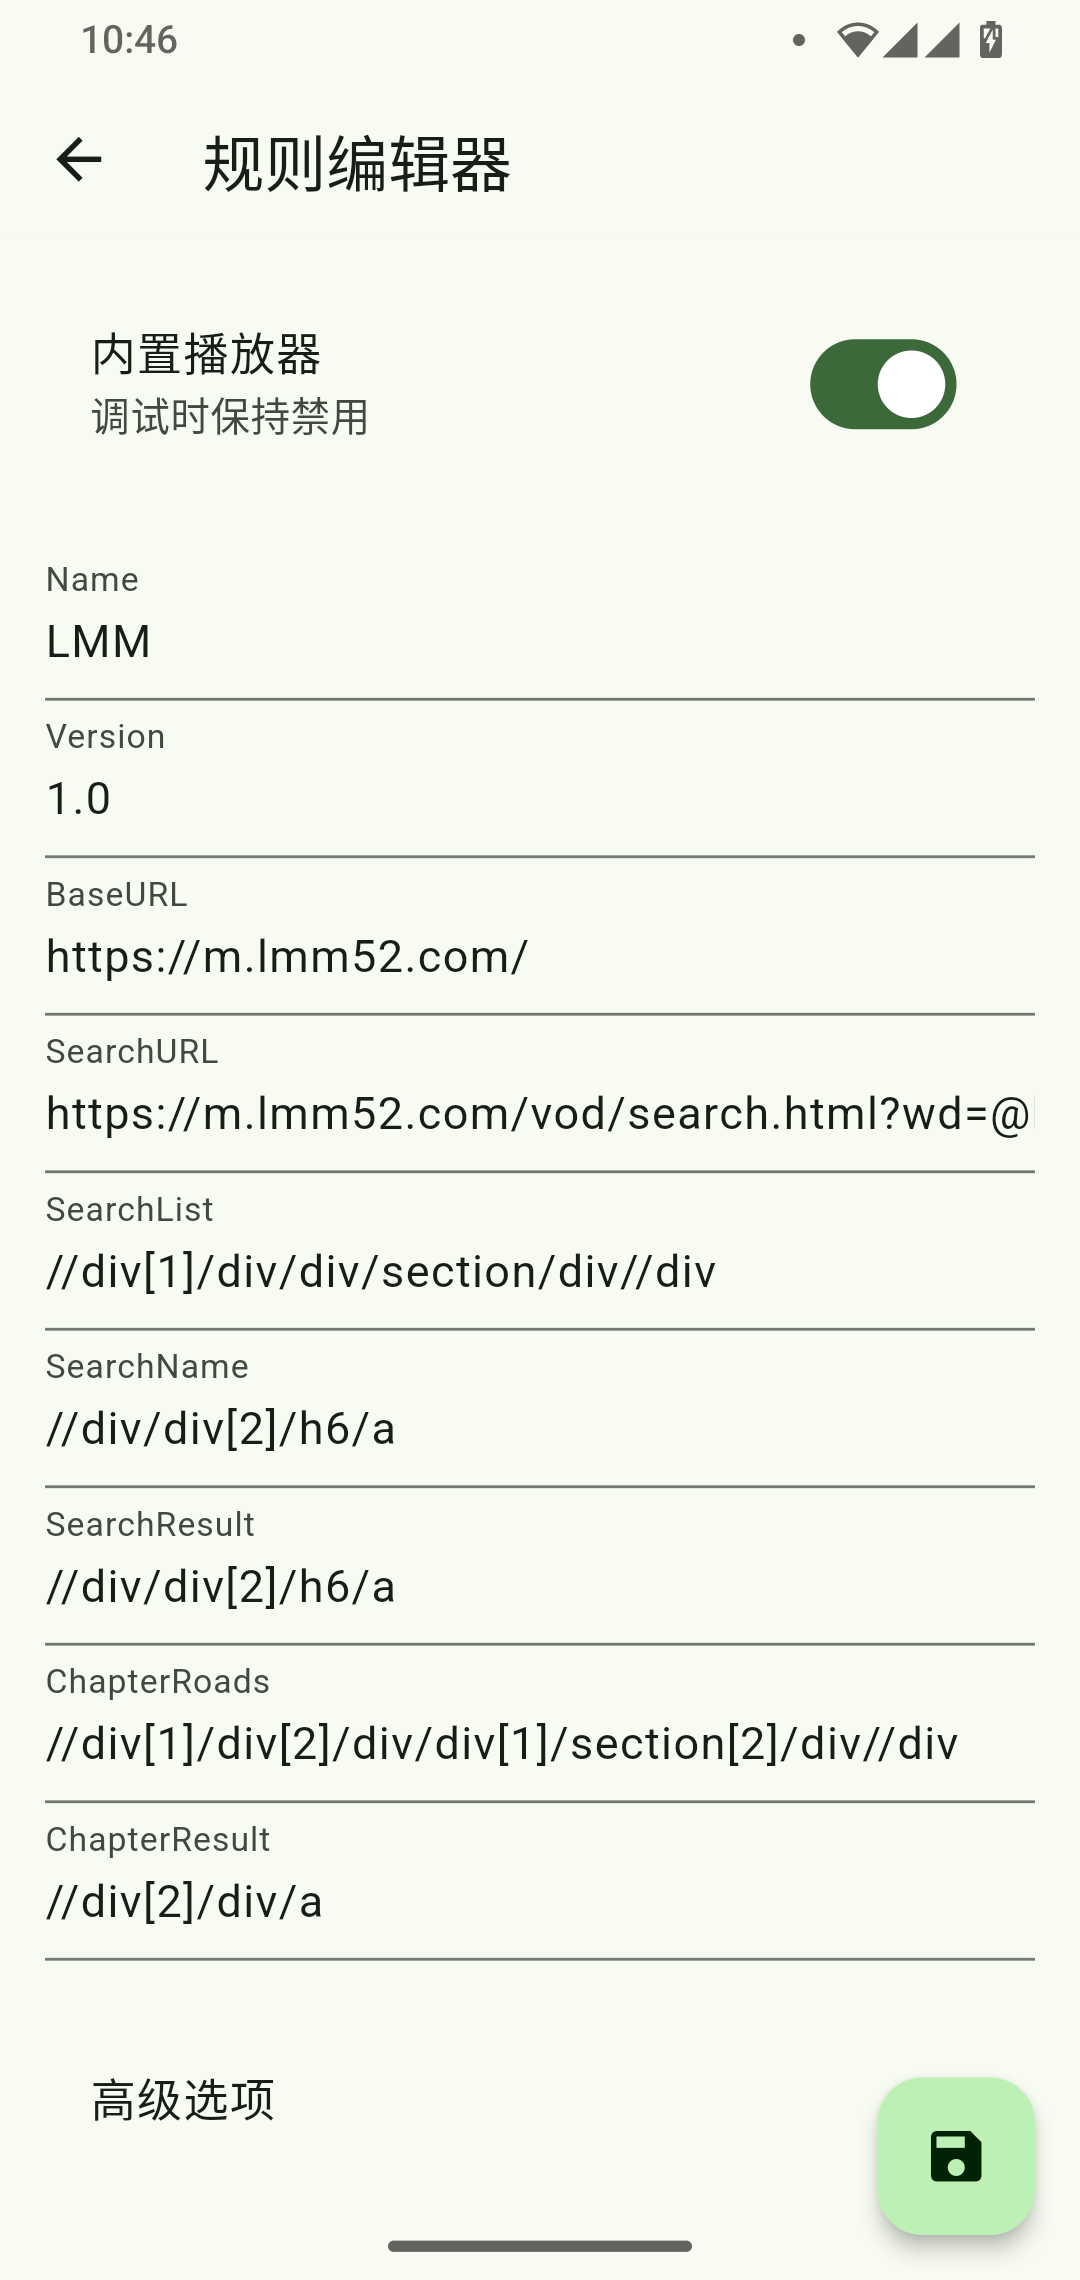 10:46
规则编辑器
内置播放器
调试时保持禁用
Name
LMM
Version
1.0
BaseURL
https://m.lmm52.com/
SearchURL
https://m.lmm52.com/vod/search.html?wd=@
SearchList
//div[1]/div/div/section/div//div
SearchName
//div/div[2]/h6/a
SearchResult
//div/div[2]/h6/a
ChapterRoads
//div[1]/div[2]/div/div[1]/section[2]/div//div
ChapterResult
//div[2]/div/a
高级选项